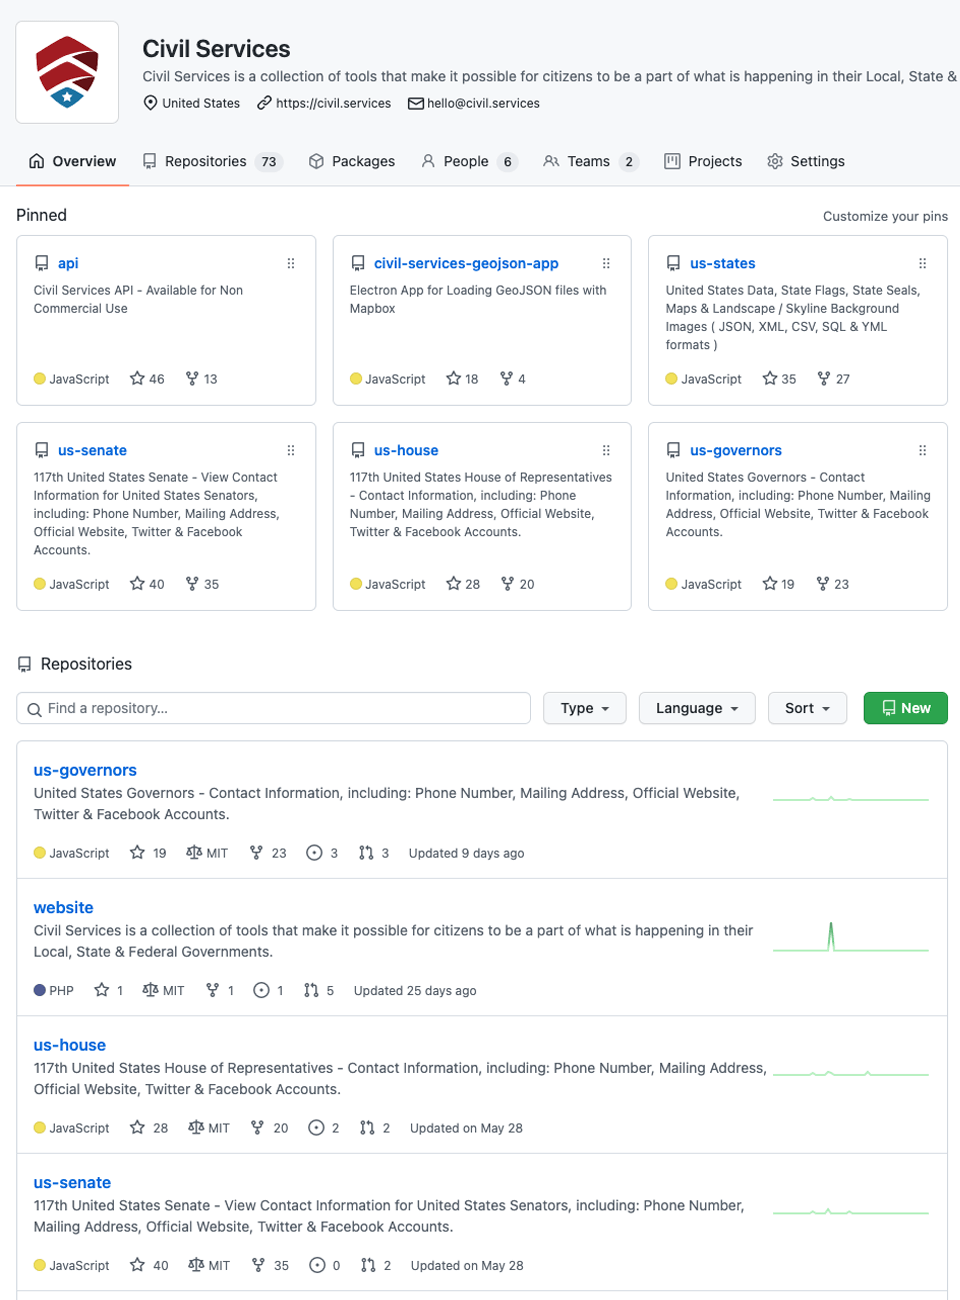 Civil Services
Civil Services is a collection of tools that make it possible for citizens to be a part of what is happening in their Local, State &
United States https://civil.services hello@civil.services
Overview Repositories 73 Packages People 6 Teams 2 Projects Settings
Pinned Customize your pins
api
Civil Services API - Available for Non
Commercial Use
JavaScript 46 13
civil-services-geojson-app
Electron App for Loading GeoJSON files with
Mapbox
JavaScript 18 4
us-states
United States Data, State Flags, State Seals,
Maps & Landscape / Skyline Background
Images ( JSON, XML, CSV, SQL & YML
formats )
JavaScript 35 27
us-senate
117th United States Senate - View Contact
Information for United States Senators,
including: Phone Number, Mailing Address,
Official Website, Twitter & Facebook
Accounts.
JavaScript 40 35
us-house
117th United States House of Representatives
- Contact Information, including: Phone
Number, Mailing Address, Official Website,
Twitter & Facebook Accounts.
JavaScript 28 20
us-governors
United States Governors - Contact
Information, including: Phone Number, Mailing
Address, Official Website, Twitter & Facebook
Accounts.
JavaScript 19 23
Repositories
Find a repository... Type Language Sort New
us-governors
United States Governors - Contact Information, including: Phone Number, Mailing Address, Official Website,
Twitter & Facebook Accounts.
JavaScript 19 MIT 23 3 3 Updated 9 days ago
website
Civil Services is a collection of tools that make it possible for citizens to be a part of what is happening in their
Local, State & Federal Governments.
PHP 1 MIT 1 1 5 Updated 25 days ago
us-house
117th United States House of Representatives - Contact Information, including: Phone Number, Mailing Address,
Official Website, Twitter & Facebook Accounts.
JavaScript 28 MIT 20 2 2 Updated on May 28
us-senate
117th United States Senate - View Contact Information for United States Senators, including: Phone Number,
Mailing Address, Official Website, Twitter & Facebook Accounts.
JavaScript 40 MIT 35 0 2 Updated on May 28